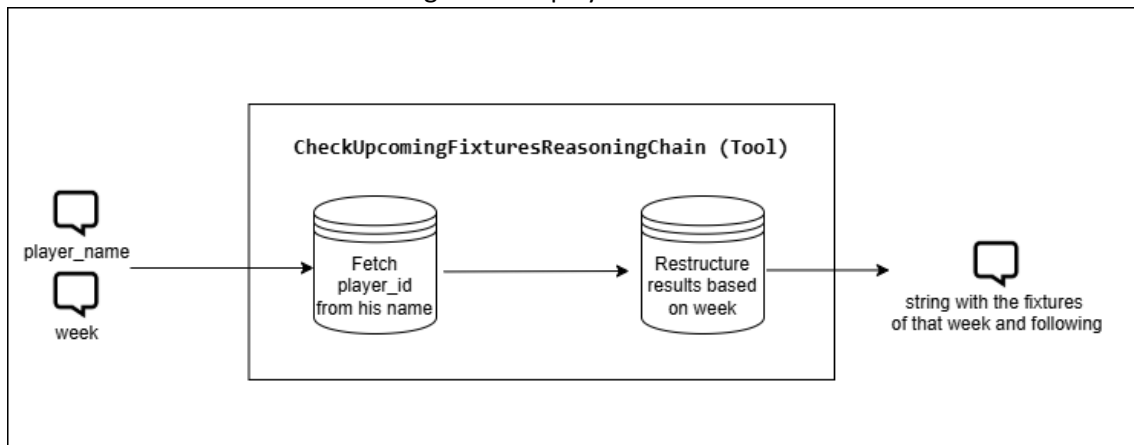 CheckUpcomingFixturesReasoningChain (Tool)
player_name
week
Fetch
player_id
from his name
Restructure
results based
on week
string with the fixtures
of that week and following